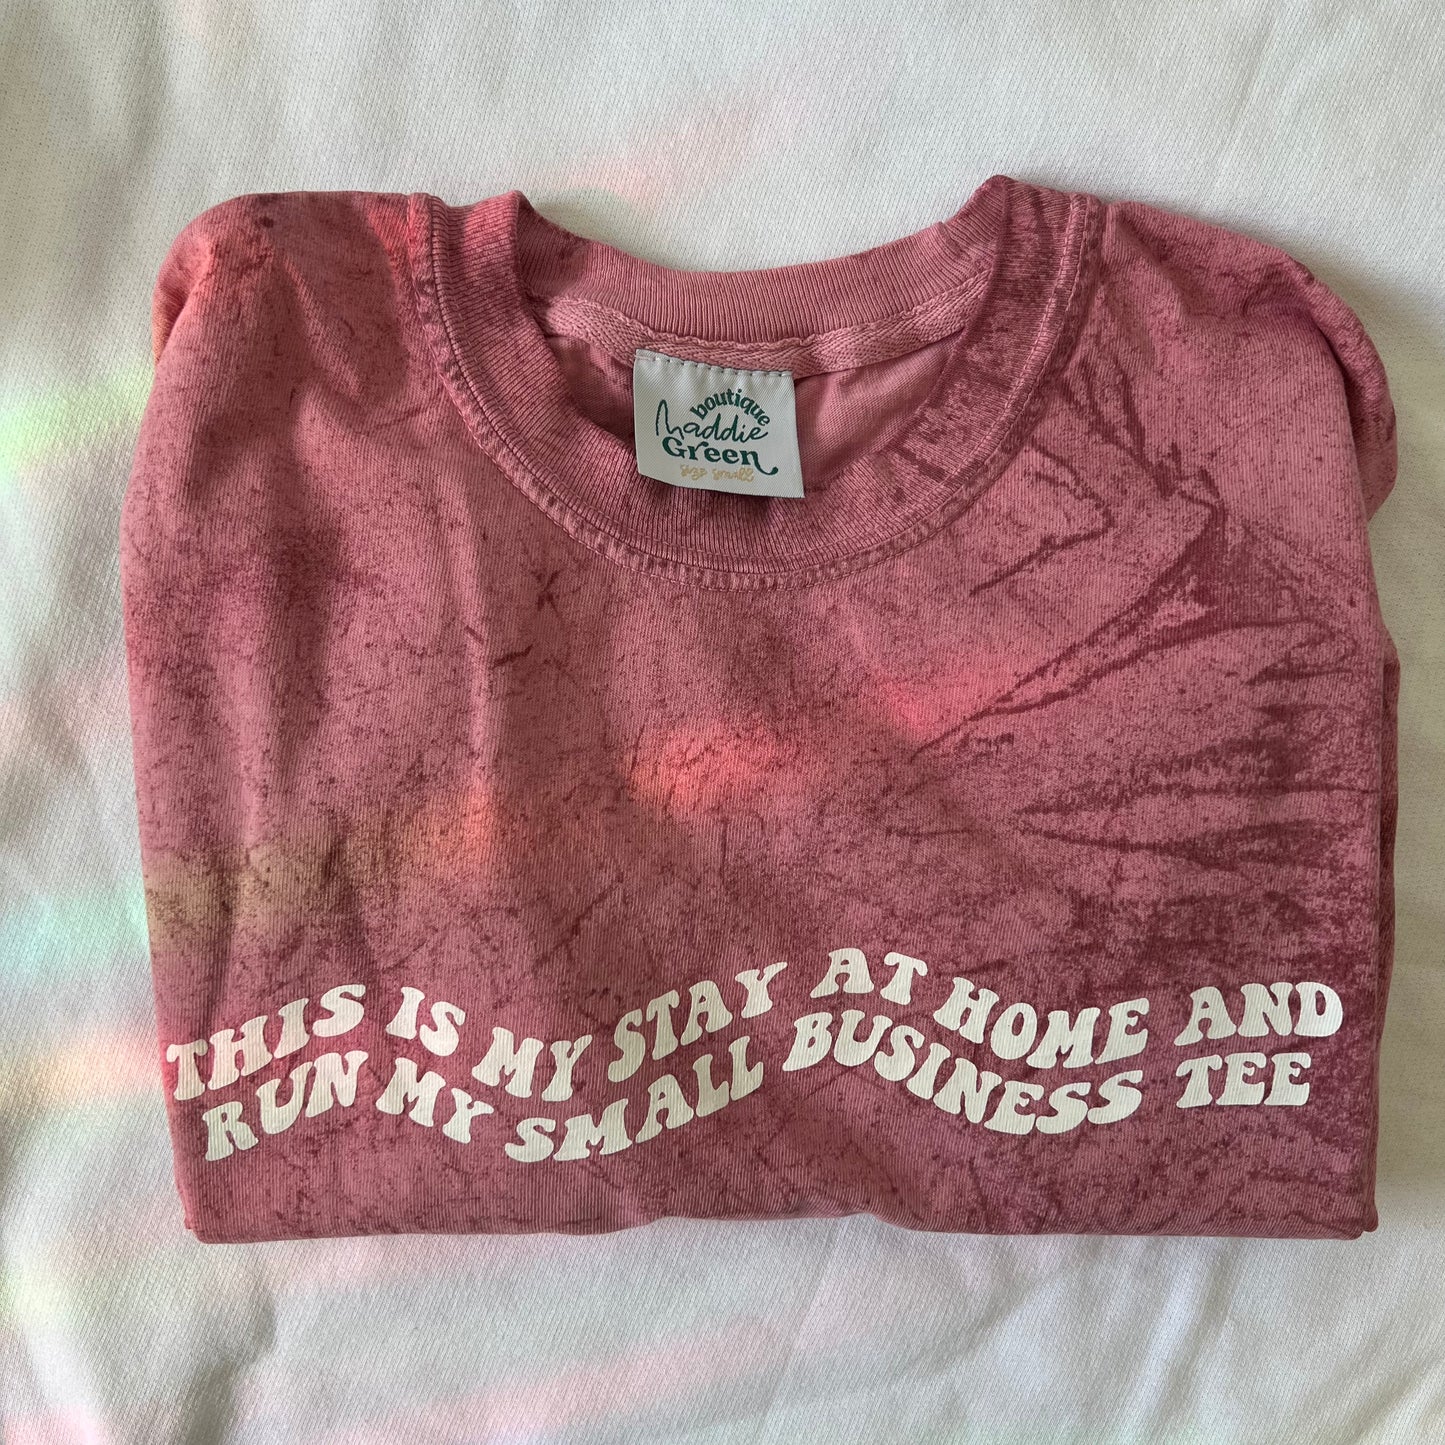 boutique
Maddie
Green
size small
THIS IS MY STAY AT HOME AND
RUN MY SMALL BUSINESS TEE